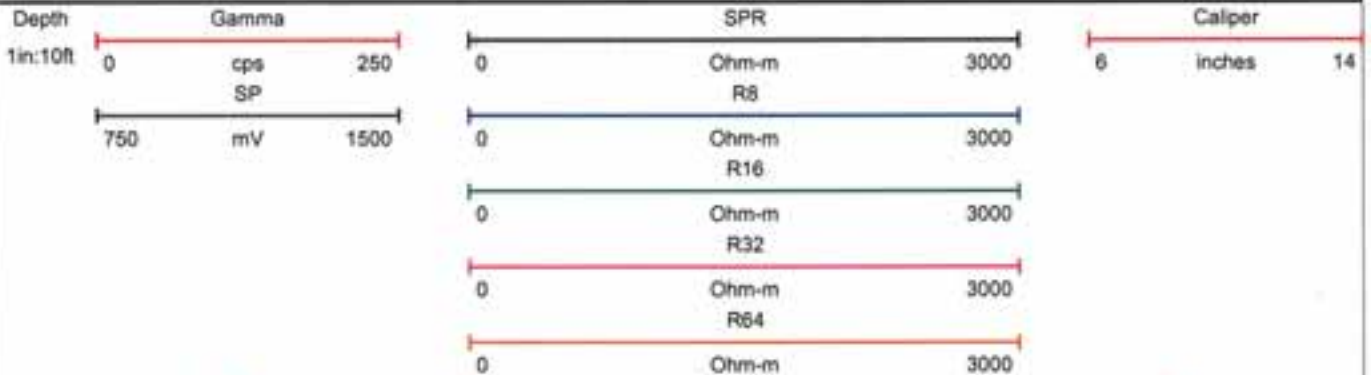 Depth Gamma SPR Caliper
1in:10ft 0 cps 250 0 Ohm-m 3000 6 inches 14
SP R8
750 mV 1500 0 Ohm-m 3000
R16
0 Ohm-m 3000
R32
0 Ohm-m 3000
R64
0 Ohm-m 3000